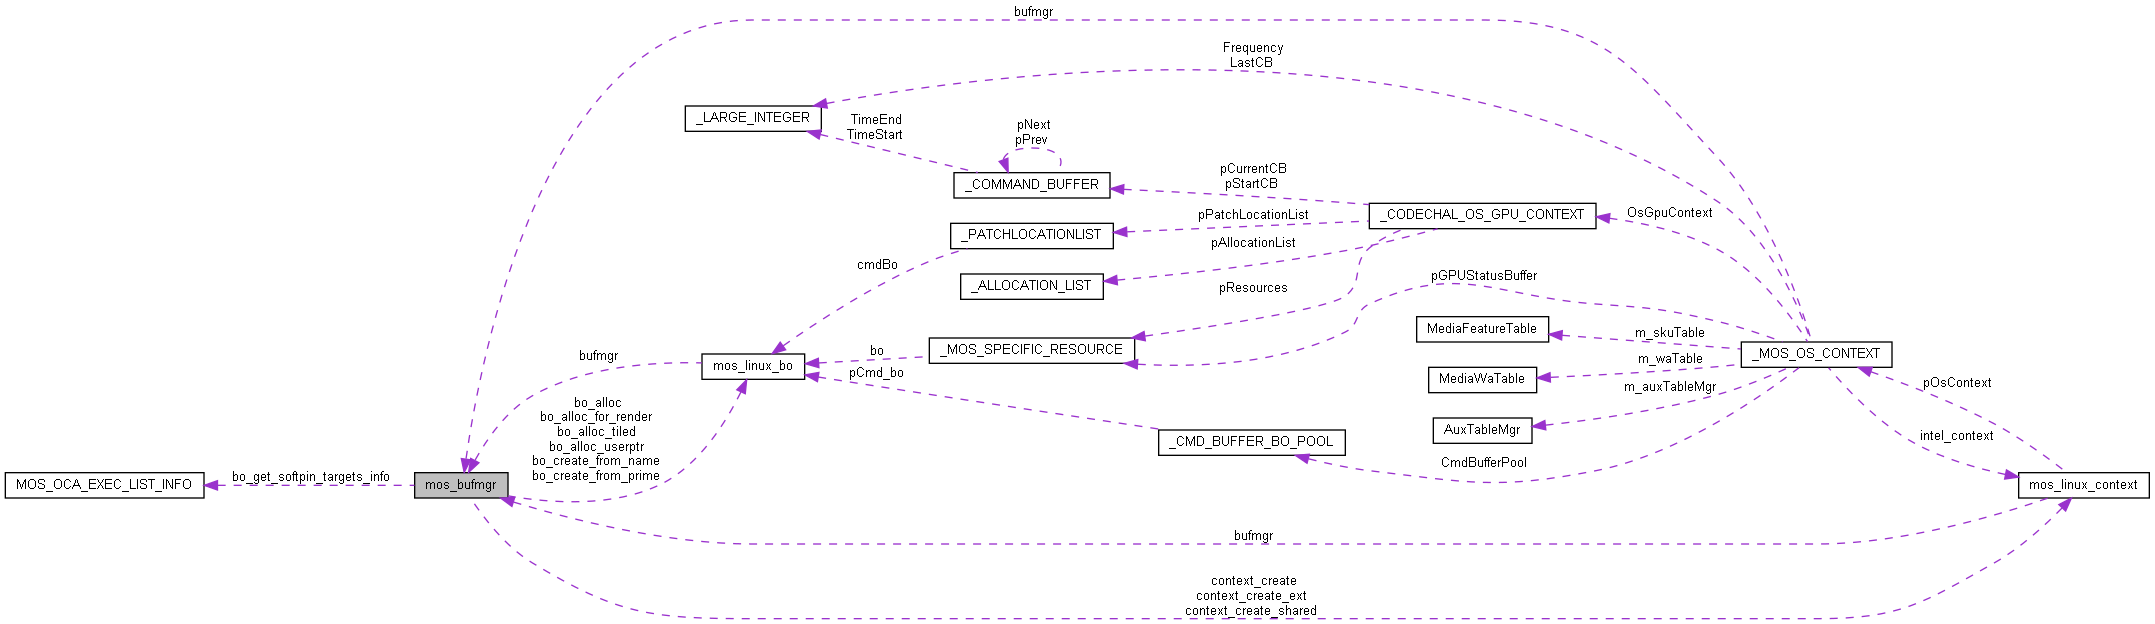 bufmgr
Frequency
LastCB
_LARGE_INTEGER
TimeEnd
TimeStart
pNext
pPrev
_COMMAND_BUFFER
pCurrentCB
pStartCB
_CODECHAL_OS_GPU_CONTEXT
OsGpuContext
pPatchLocationList
_PATCHLOCATIONLIST
pAllocationList
cmdBo
_ALLOCATION_LIST
pResources
pGPUStatusBuffer
MediaFeatureTable
m_skuTable
_MOS_SPECIFIC_RESOURCE
_MOS_OS_CONTEXT
bo
bufmgr
mos_linux_bo
pCmd_bo
m_waTable
MediaWaTable
m_auxTableMgr
pOsContext
bo_alloc
bo_alloc_for_render
bo_alloc_tiled
bo_alloc_userptr
bo_create_from_name
bo_create_from_prime
AuxTableMgr
_CMD_BUFFER_BO_POOL
intel_context
CmdBufferPool
bo_get_softpin_targets_info
MOS_OCA_EXEC_LIST_INFO
mos_bufmgr
mos_linux_context
bufmgr
context_create
context_create_ext
context_create_shared